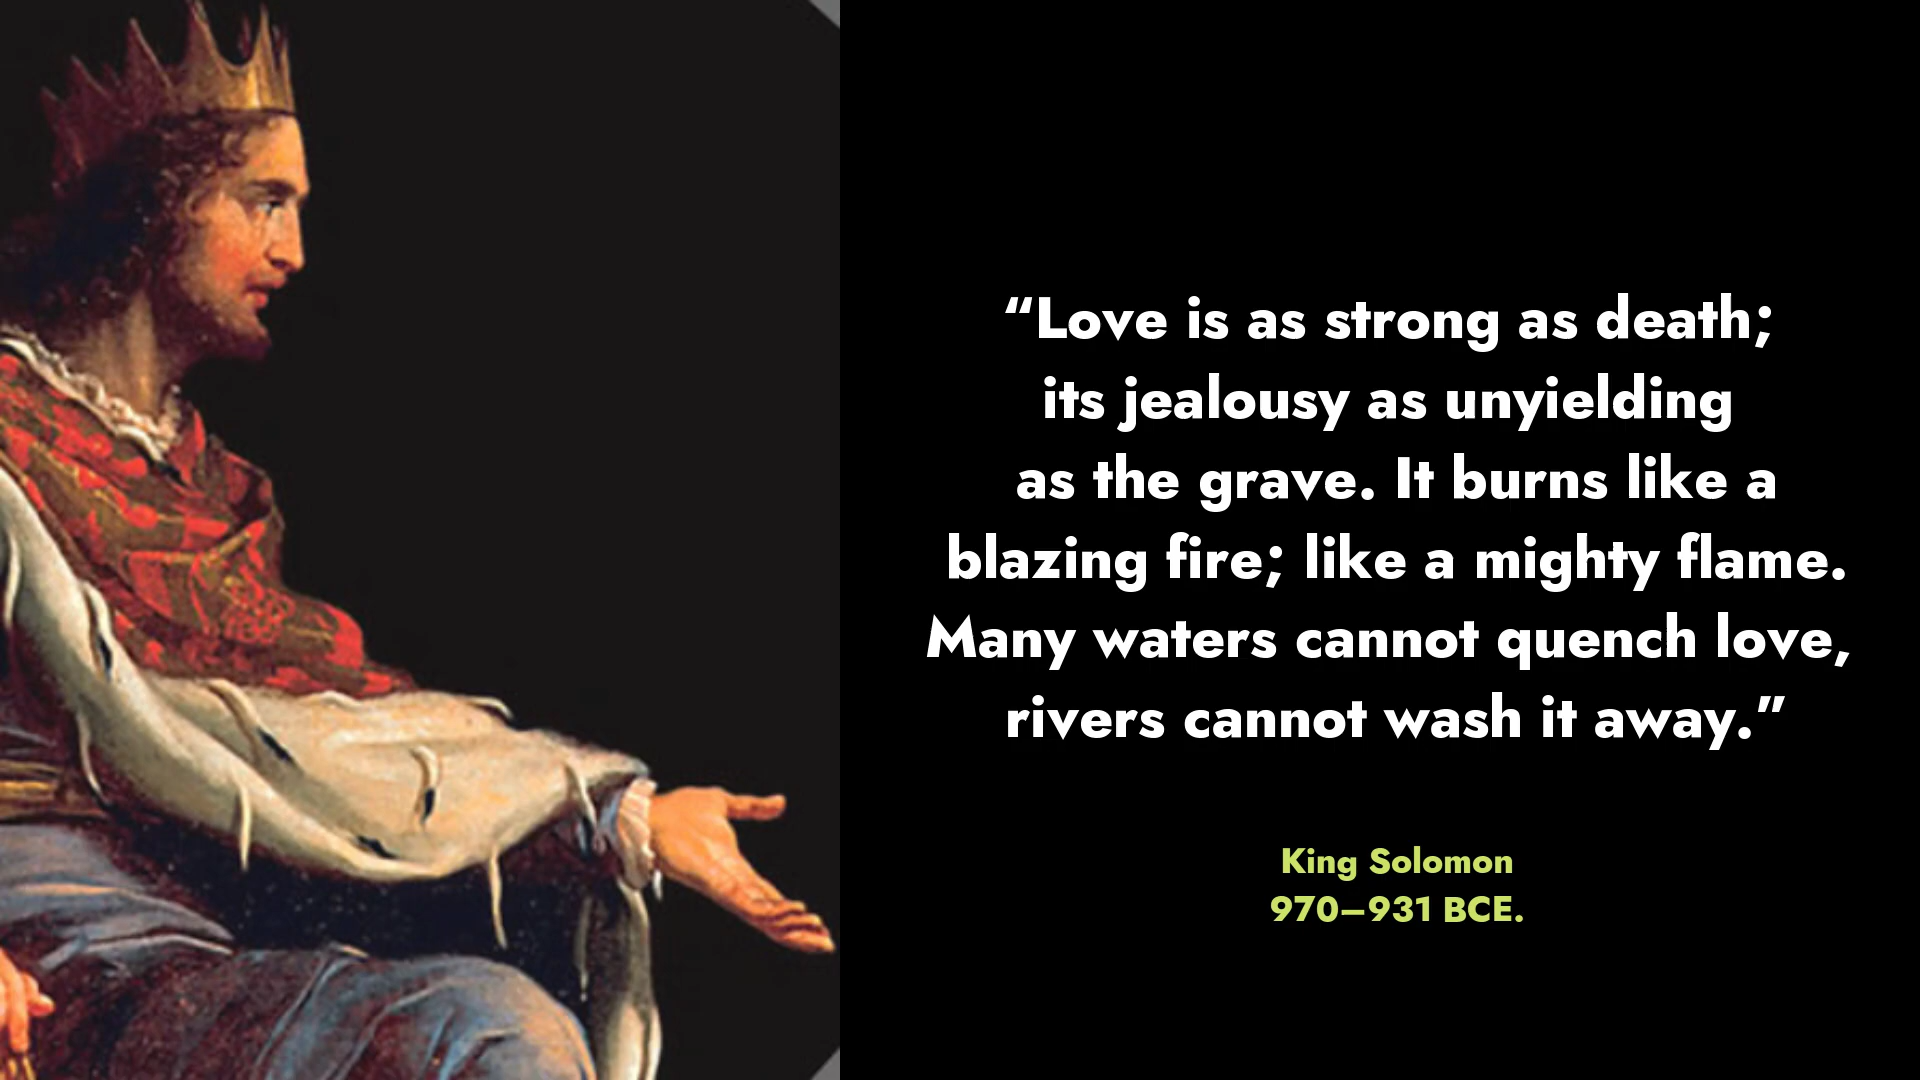 “Love is as strong as death;
its jealousy as unyielding
as the grave. It burns like a
blazing fire; like a mighty flame.
Many waters cannot quench love,
rivers cannot wash it away.”
King Solomon
970–931 BCE.